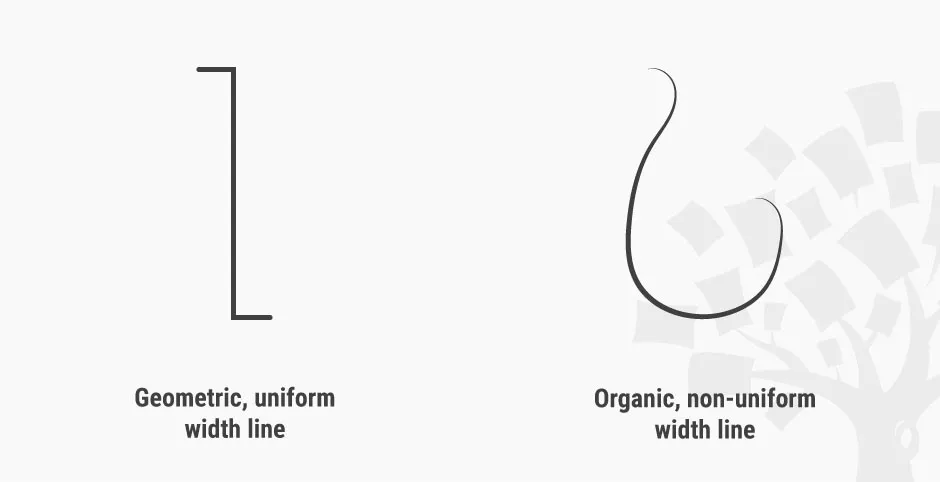 Geometric, uniform
width line
Organic, non-uniform
width line